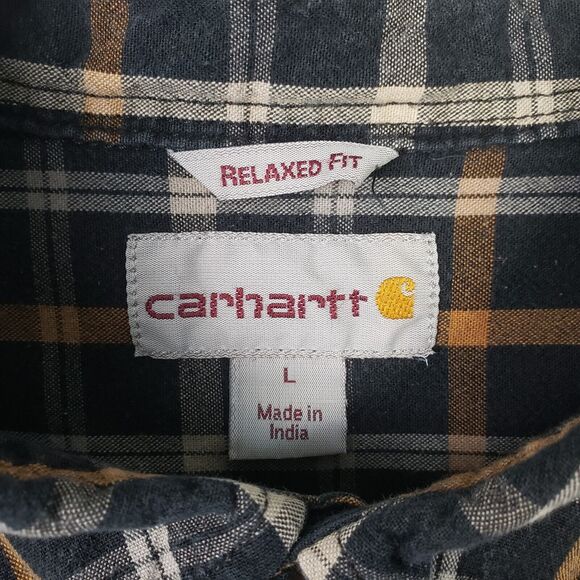 RELAXED FIT
carhartt
L
Made in
India